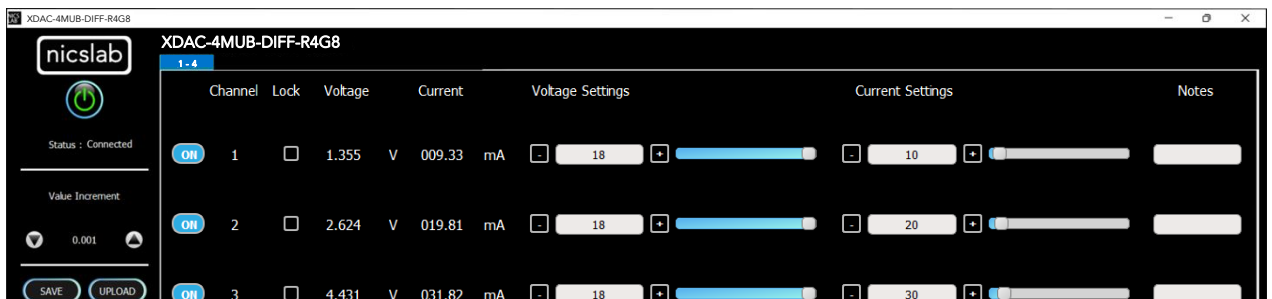 NICS LAB XDAC-4MUB-DIFF-R4G8
nicslab XDAC-4MUB-DIFF-R4G8
1 - 4
Channel Lock Voltage Current Voltage Settings Current Settings Notes
Status : Connected
ON 1 1.355 V 009.33 mA - 18 + - 10 +
Value Increment
ON 2 2.624 V 019.81 mA - 18 + - 20 +
0.001
SAVE UPLOAD ON 3 4.431 V 031.82 mA - 18 + - 30 +